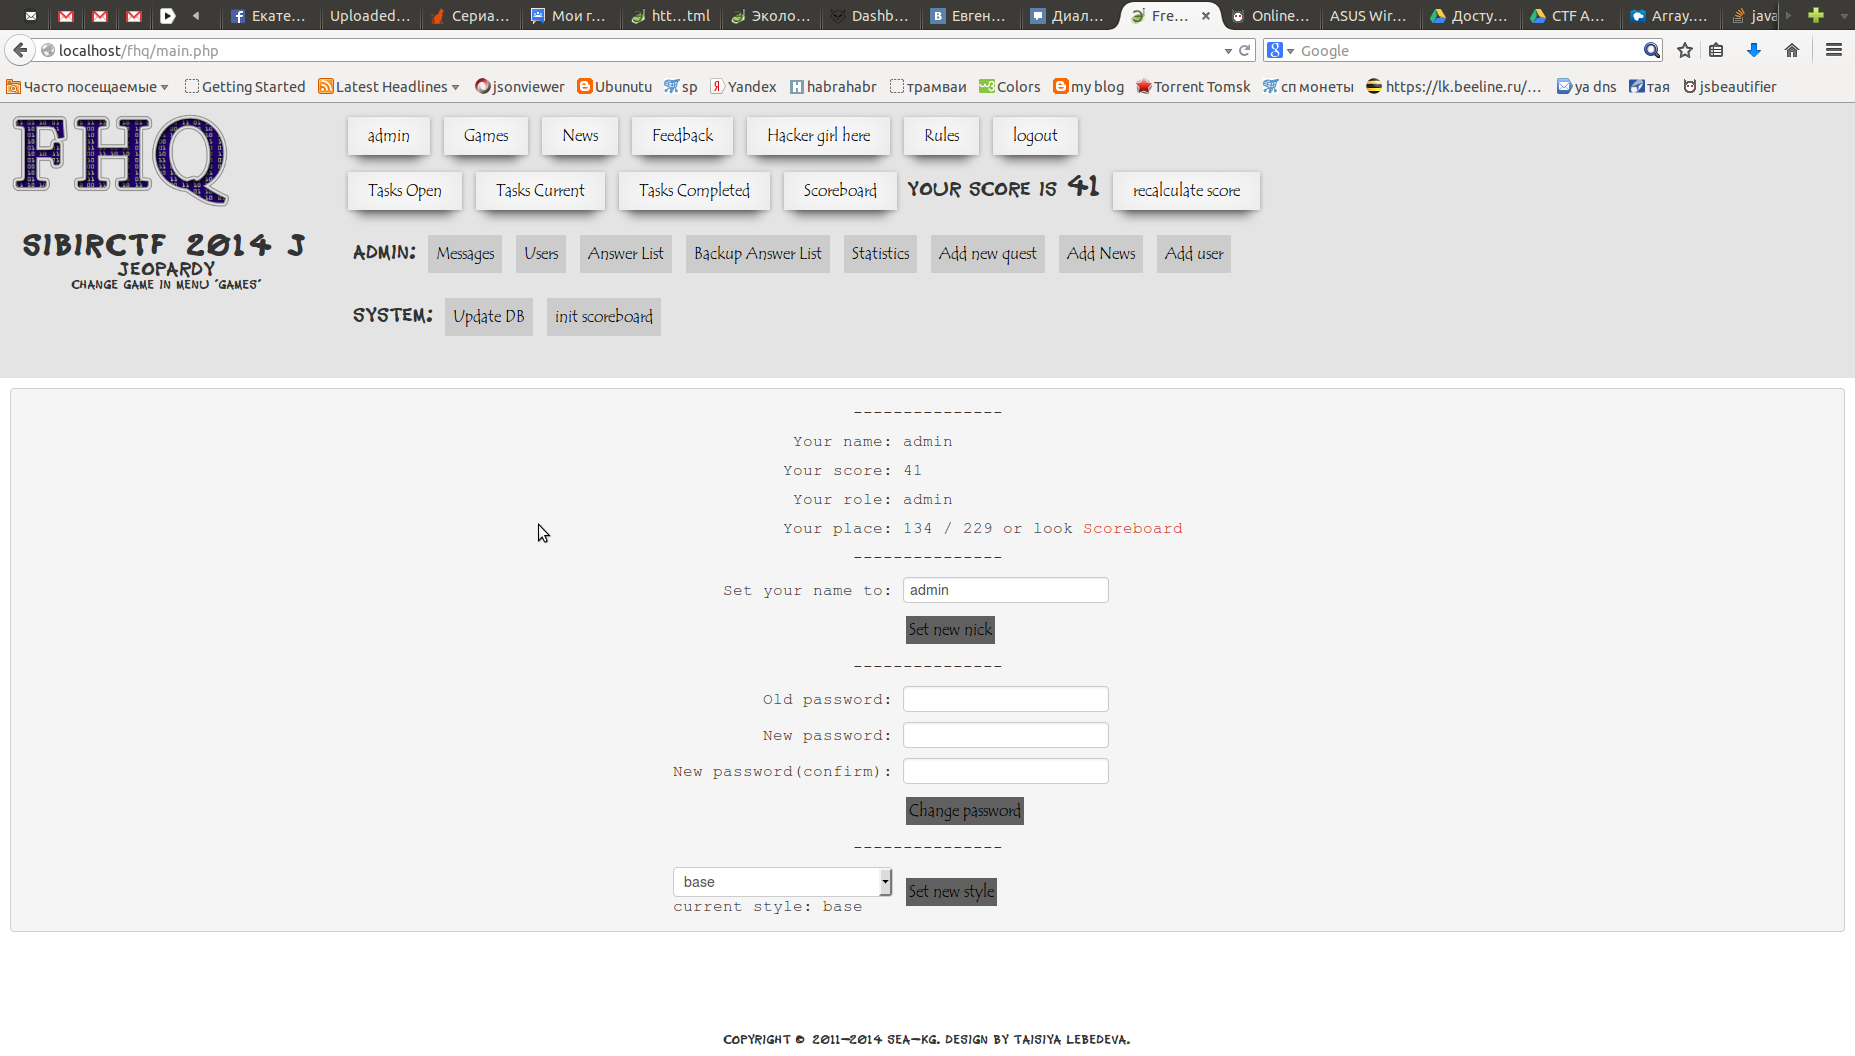 Екате...
Uploaded...
Сериа...
Мои г...
htt...tml
Эколо...
Dashb...
Евген...
Диал...
Fre...
Online...
ASUS Wir...
Досту...
CTF A...
Array....
java
localhost/fhq/main.php
Google
Часто посещаемые
Getting Started
Latest Headlines
jsonviewer
Ubunutu
sp
Yandex
habrahabr
трамваи
Colors
my blog
Torrent Tomsk
сп монеты
https://lk.beeline.ru/...
ya dns
тая
jsbeautifier
FHQ
SIBIRCTF 2014 J
JEOPARDY
CHANGE GAME IN MENU 'GAMES'
admin
Games
News
Feedback
Hacker girl here
Rules
logout
Tasks Open
Tasks Current
Tasks Completed
Scoreboard
YOUR SCORE IS 41
recalculate score
ADMIN:
Messages
Users
Answer List
Backup Answer List
Statistics
Add new quest
Add News
Add user
SYSTEM:
Update DB
init scoreboard
---------------
Your name: admin
Your score: 41
Your role: admin
Your place: 134 / 229 or look Scoreboard
---------------
Set your name to: admin
Set new nick
---------------
Old password:
New password:
New password(confirm):
Change password
---------------
base
Set new style
current style: base
COPYRIGHT © 2011-2014 SEA-KG. DESIGN BY TAISIYA LEBEDEVA.